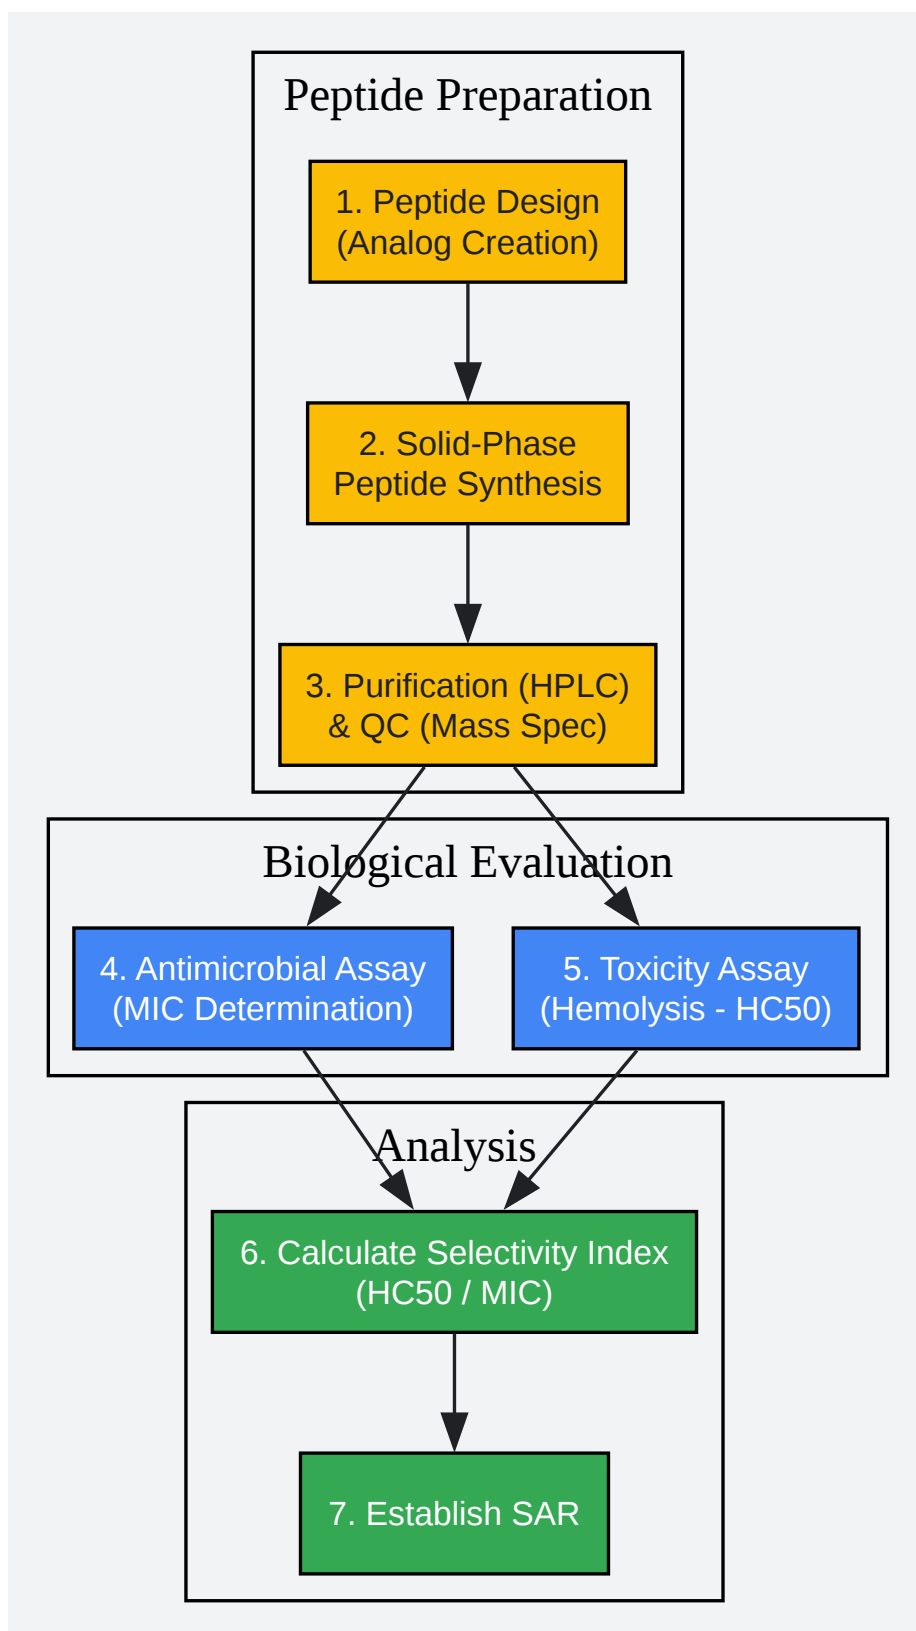 Peptide Preparation
1. Peptide Design
(Analog Creation)
2. Solid-Phase
Peptide Synthesis
3. Purification (HPLC)
& QC (Mass Spec)
Biological Evaluation
4. Antimicrobial Assay
(MIC Determination)
5. Toxicity Assay
(Hemolysis - HC50)
Analysis
6. Calculate Selectivity Index
(HC50 / MIC)
7. Establish SAR